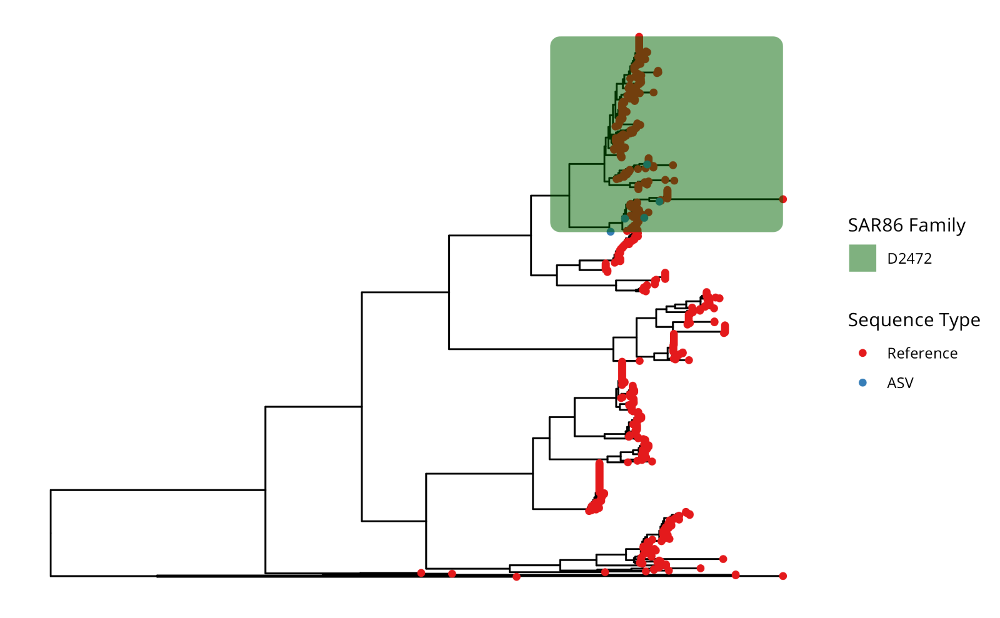 SAR86 Family
D2472
Sequence Type
Reference
ASV